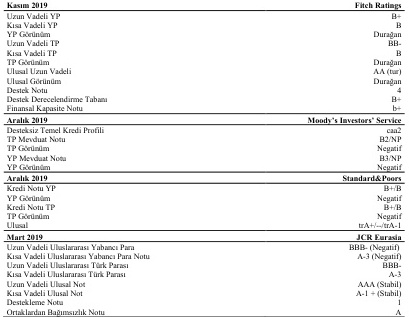 Kasım 2019 Fitch Ratings
Uzun Vadeli YP B+
Kısa Vadeli YP B
YP Görünüm Durağan
Uzun Vadeli TP BB-
Kısa Vadeli TP B
TP Görünüm Durağan
Ulusal Uzun Vadeli AA (tur)
Ulusal Görünüm Durağan
Destek Notu 4
Destek Derecelendirme Tabanı B+
Finansal Kapasite Notu b+
Aralık 2019 Moody's Investors' Service
Desteksiz Temel Kredi Profili caa2
TP Mevduat Notu B2/NP
TP Görünüm Negatif
YP Mevduat Notu B3/NP
YP Görünüm Negatif
Aralık 2019 Standard&Poors
Kredi Notu YP B+/B
YP Görünüm Negatif
Kredi Notu TP B+/B
TP Görünüm Negatif
Ulusal trA+/--/trA-1
Mart 2019 JCR Eurasia
Uzun Vadeli Uluslararası Yabancı Para BBB- (Negatif)
Kısa Vadeli Uluslararası Yabancı Para Notu A-3 (Negatif)
Uzun Vadeli Uluslararası Türk Parası BBB-
Kısa Vadeli Uluslararası Türk Parası A-3
Uzun Vadeli Ulusal Not AAA (Stabil)
Kısa Vadeli Ulusal Not A-1 + (Stabil)
Destekleme Notu 1
Ortaklardan Bağımsızlık Notu A